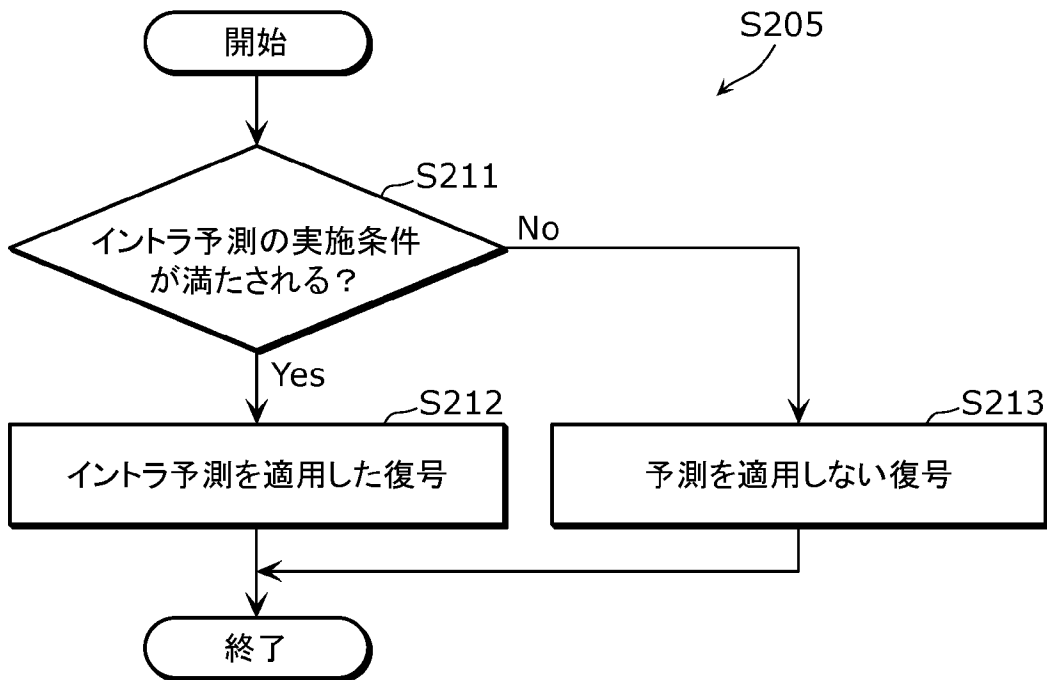 開始
S205
S211
イントラ予測の実施条件
が満たされる？
No
Yes
S212
イントラ予測を適用した復号
S213
予測を適用しない復号
終了